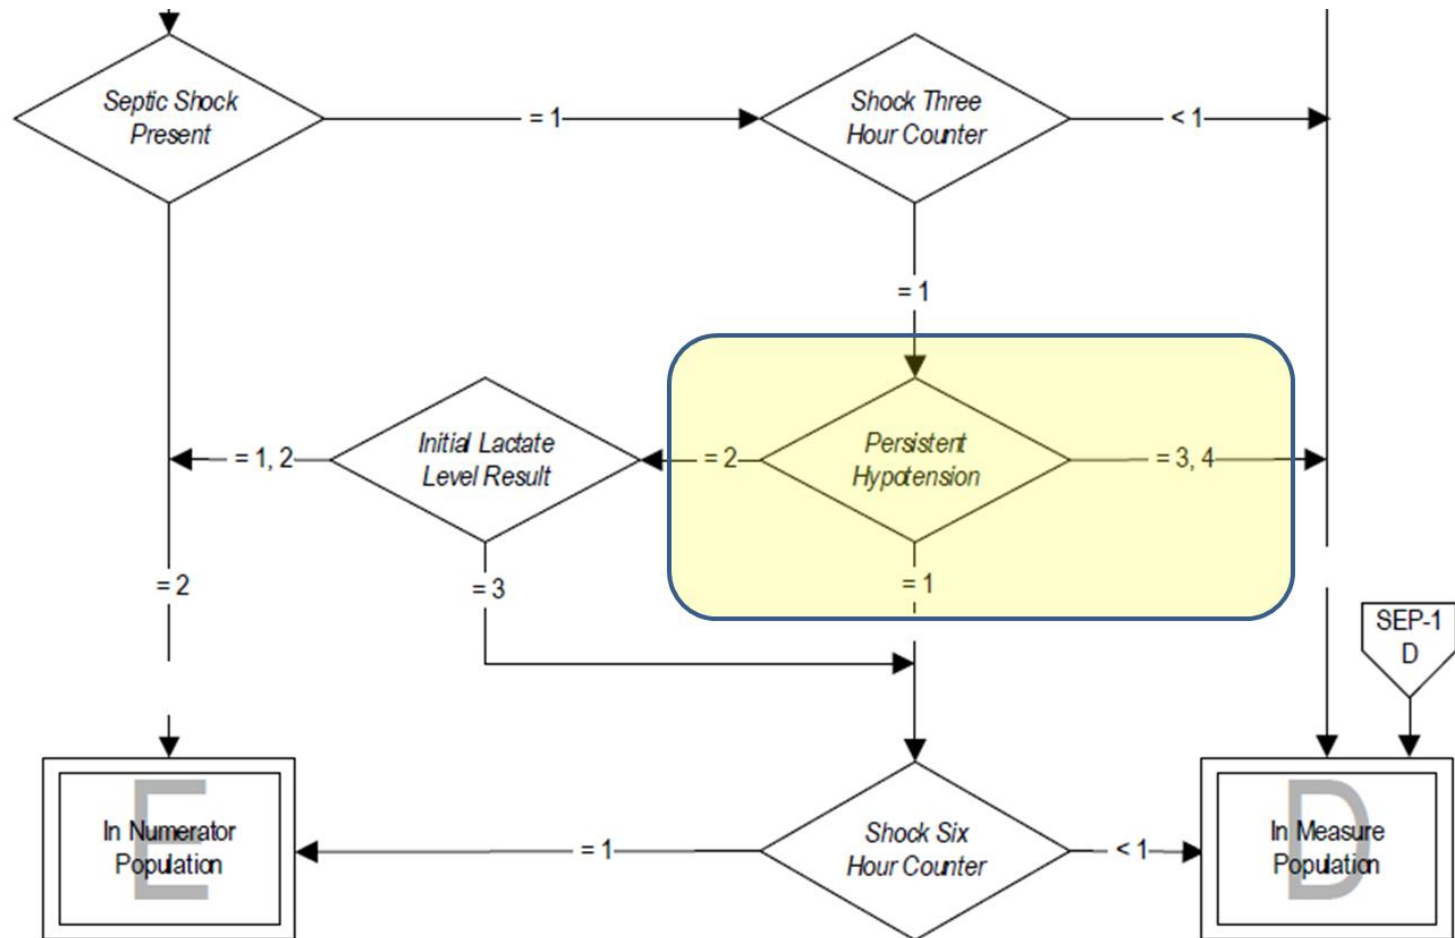 Septic Shock
Present
= 1
Shock Three
Hour Counter
< 1
= 1
= 1, 2
Initial Lactate
Level Result
= 2
Persistent
Hypotension
= 3, 4
= 2
= 3
= 1
SEP-1
D
E
In Numerator
Population
= 1
Shock Six
Hour Counter
< 1
D
In Measure
Population